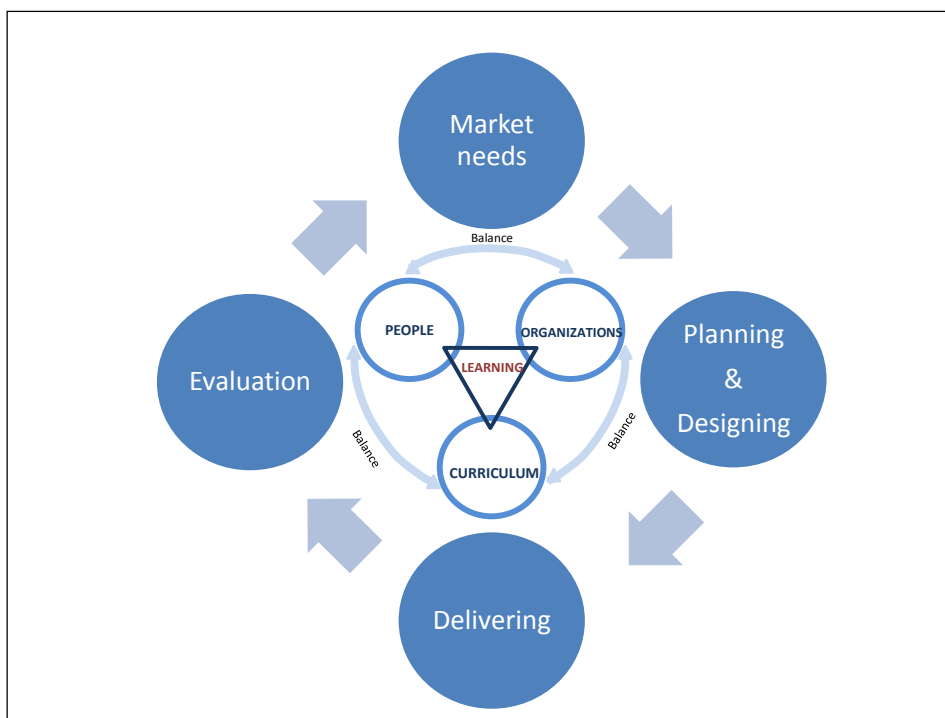 Market
needs
Balance
PEOPLE
ORGANIZATIONS
LEARNING
Planning
&
Designing
Evaluation
Balance
Balance
CURRICULUM
Delivering